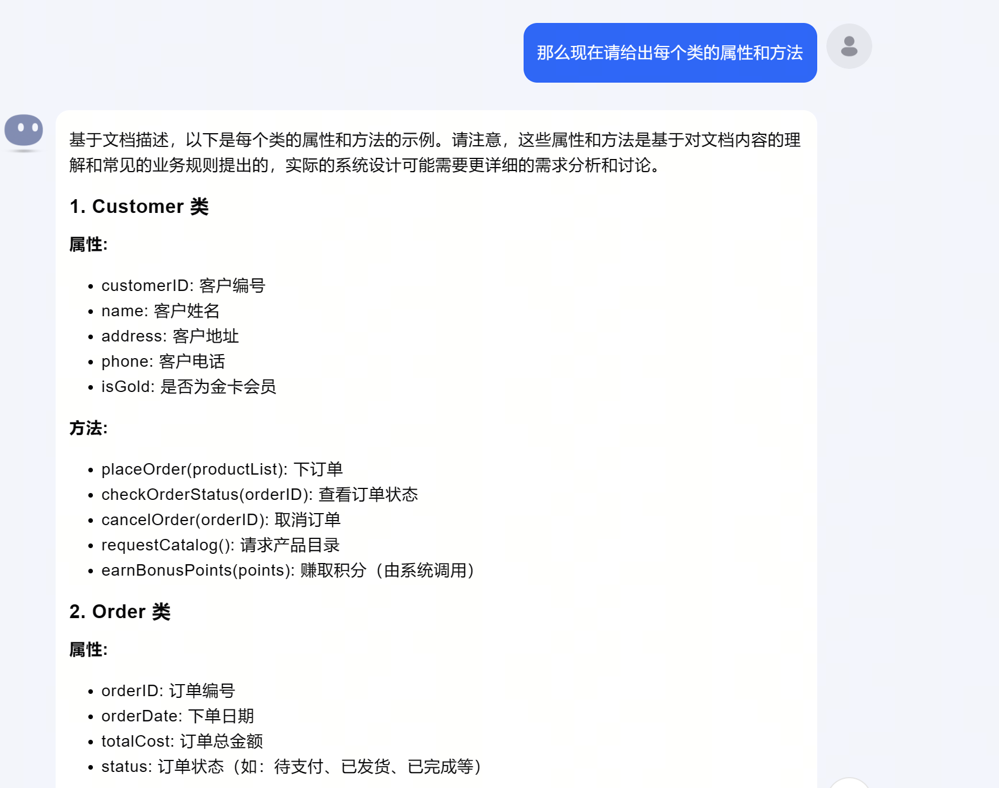 那么现在请给出每个类的属性和方法
基于文档描述，以下是每个类的属性和方法的示例。请注意，这些属性和方法是基于对文档内容的理
解和常见的业务规则提出的，实际的系统设计可能需要更详细的需求分析和讨论。
1. Customer 类
属性:
• customerID: 客户编号
• name: 客户姓名
• address: 客户地址
• phone: 客户电话
• isGold: 是否为金卡会员
方法:
• placeOrder(productList): 下订单
• checkOrderStatus(orderID): 查看订单状态
• cancelOrder(orderID): 取消订单
• requestCatalog(): 请求产品目录
• earnBonusPoints(points): 赚取积分（由系统调用）
2. Order 类
属性:
• orderID: 订单编号
• orderDate: 下单日期
• totalCost: 订单总金额
• status: 订单状态（如：待支付、已发货、已完成等）